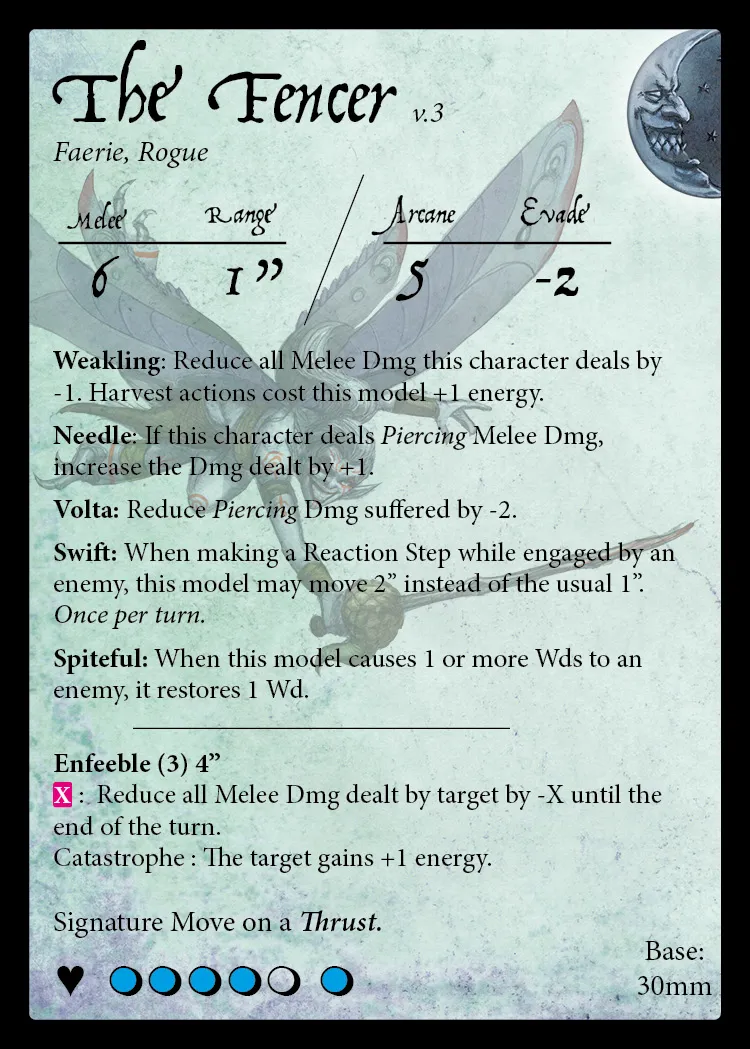 The Fencer v.3
Faerie, Rogue
Melee Range Arcane Evade
6 1” 5 -2
Weakling: Reduce all Melee Dmg this character deals by
-1. Harvest actions cost this model +1 energy.
Needle: If this character deals Piercing Melee Dmg,
increase the Dmg dealt by +1.
Volta: Reduce Piercing Dmg suffered by -2.
Swift: When making a Reaction Step while engaged by an
enemy, this model may move 2” instead of the usual 1”.
Once per turn.
Spiteful: When this model causes 1 or more Wds to an
enemy, it restores 1 Wd.
Enfeeble (3) 4”
X : Reduce all Melee Dmg dealt by target by -X until the
end of the turn.
Catastrophe : The target gains +1 energy.
Signature Move on a Thrust.
Base:
30mm